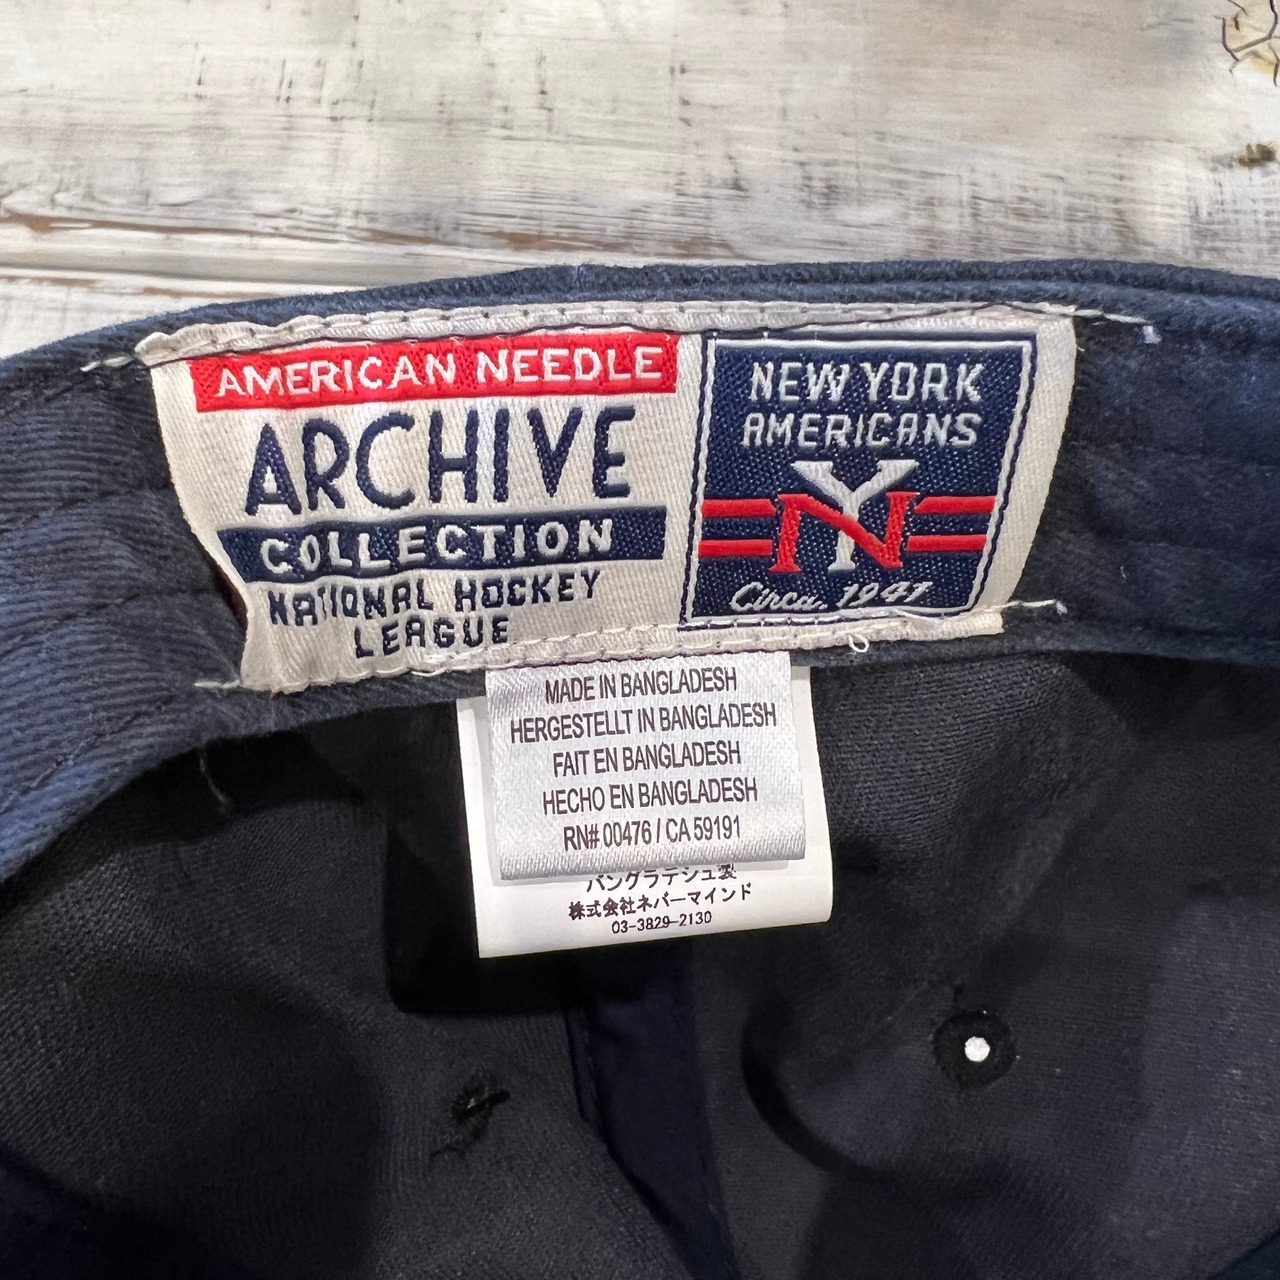 AMERICAN NEEDLE
ARCHIVE
COLLECTION
NATIONAL HOCKEY
LEAGUE
NEW YORK
AMERICANS
NY
Circa. 1941
MADE IN BANGLADESH
HERGESTELLT IN BANGLADESH
FAIT EN BANGLADESH
HECHO EN BANGLADESH
RN# 00476 / CA 59191
バングラデシュ製
株式会社ネバーマインド
03-3829-2130